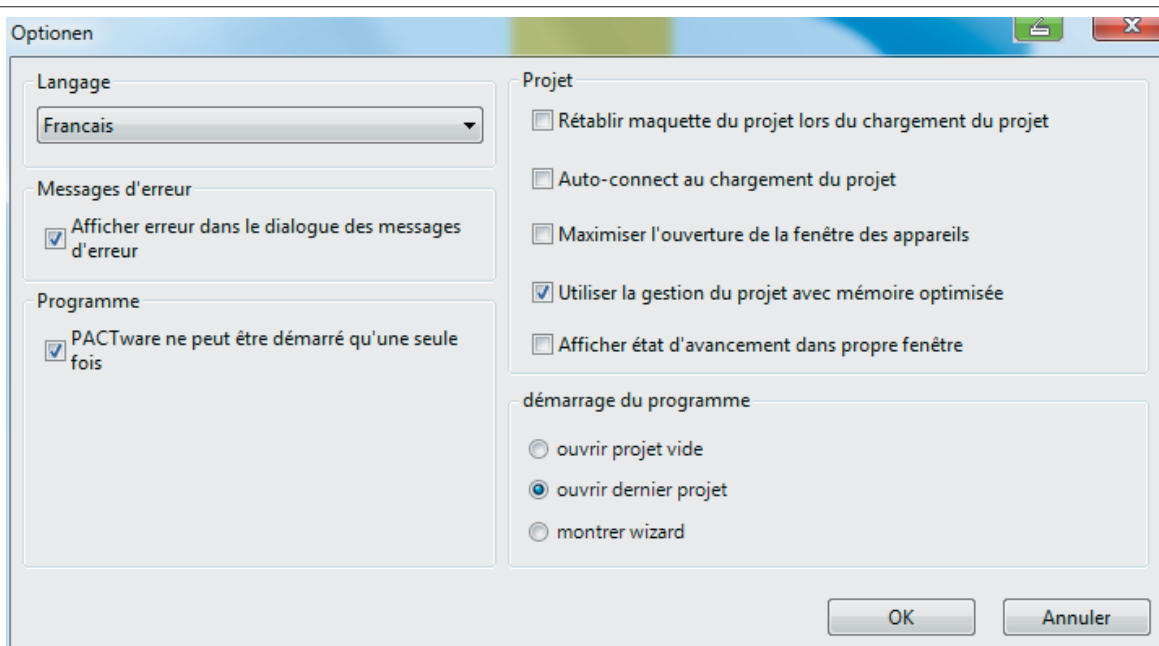 Optionen
Langage
Francais
Messages d'erreur
Afficher erreur dans le dialogue des messages
d'erreur
Programme
PACTware ne peut être démarré qu'une seule
fois
Projet
Rétablir maquette du projet lors du chargement du projet
Auto-connect au chargement du projet
Maximiser l'ouverture de la fenêtre des appareils
Utiliser la gestion du projet avec mémoire optimisée
Afficher état d'avancement dans propre fenêtre
démarrage du programme
ouvrir projet vide
ouvrir dernier projet
montrer wizard
OK
Annuler